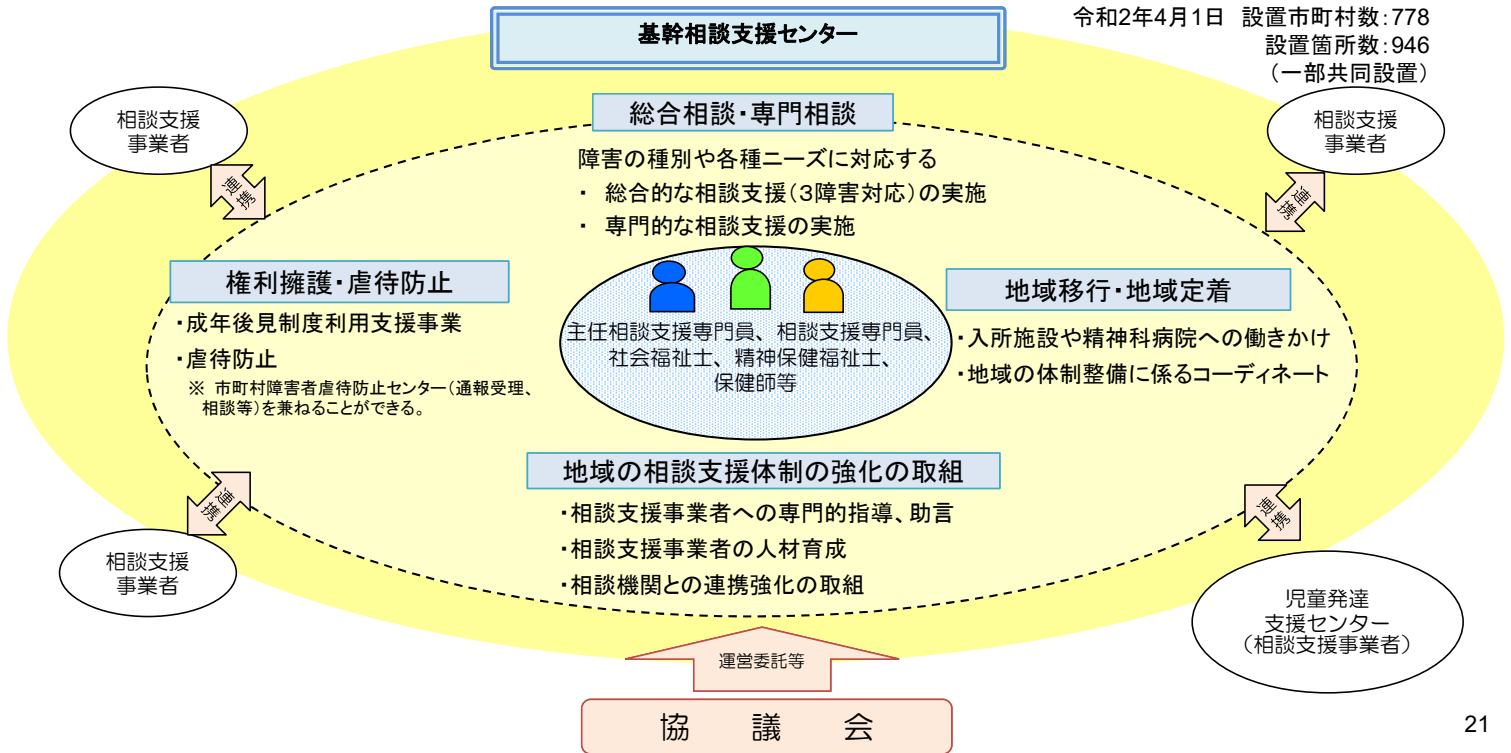 基幹相談支援センター
令和2年4月1日 設置市町村数:778
設置箇所数:946
(一部共同設置)
相談支援
事業者
連携
総合相談・専門相談
障害の種別や各種ニーズに対応する
・ 総合的な相談支援(3障害対応)の実施
・ 専門的な相談支援の実施
相談支援
事業者
連携
権利擁護・虐待防止
・成年後見制度利用支援事業
・虐待防止
※ 市町村障害者虐待防止センター(通報受理、
相談等)を兼ねることができる。
主任相談支援専門員、相談支援専門員、
社会福祉士、精神保健福祉士、
保健師等
地域移行・地域定着
・入所施設や精神科病院への働きかけ
・地域の体制整備に係るコーディネート
地域の相談支援体制の強化の取組
・相談支援事業者への専門的指導、助言
・相談支援事業者の人材育成
・相談機関との連携強化の取組
連携
相談支援
事業者
連携
児童発達
支援センター
(相談支援事業者)
運営委託等
協 議 会
21